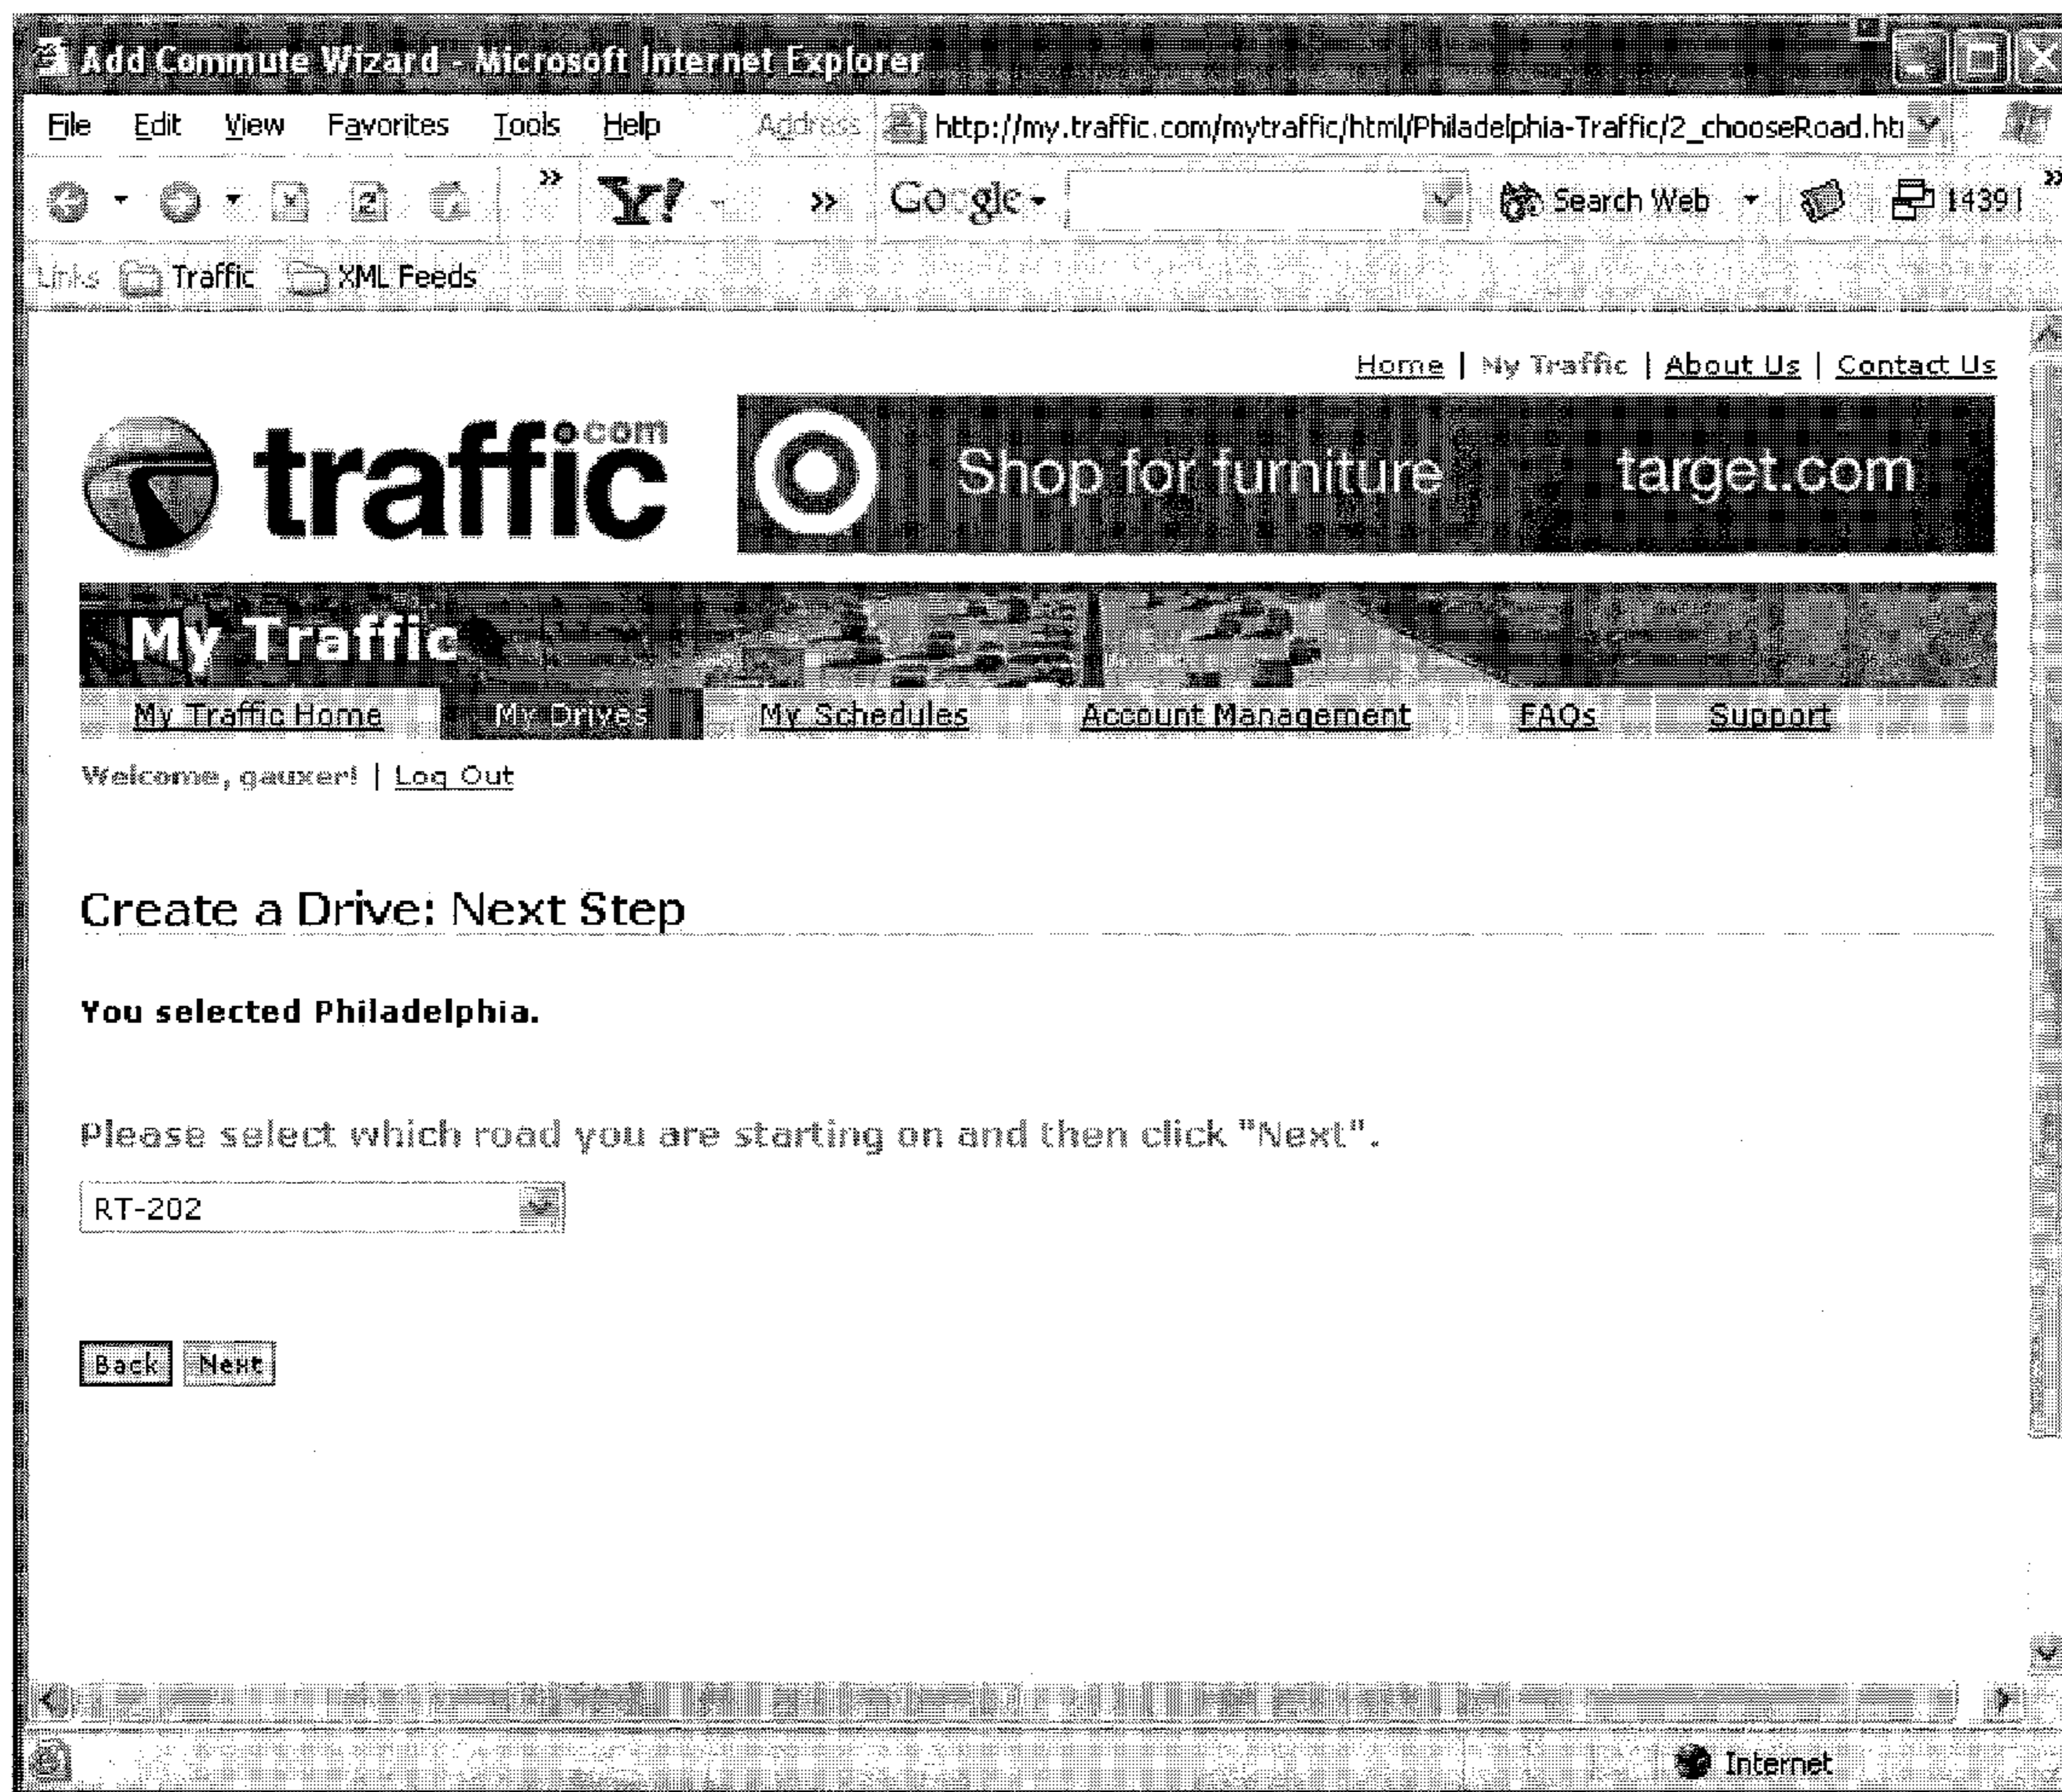 Add Commute Wizard - Microsoft Internet Explorer
File Edit View Favorites Tools Help Address http://my.traffic.com/mytraffic/html/Philadelphia-Traffic/2_chooseRoad.ht
» Y! » Google Search Web 14391 »
Links Traffic XML Feeds
Home | My Traffic | About Us | Contact Us
traffic.com Shop for furniture target.com
My Traffic
My Traffic Home My Drives My Schedules Account Management FAQs Support
Welcome, gauxer! | Log Out
Create a Drive: Next Step
You selected Philadelphia.
Please select which road you are starting on and then click "Next".
RT-202
Back Next
Internet